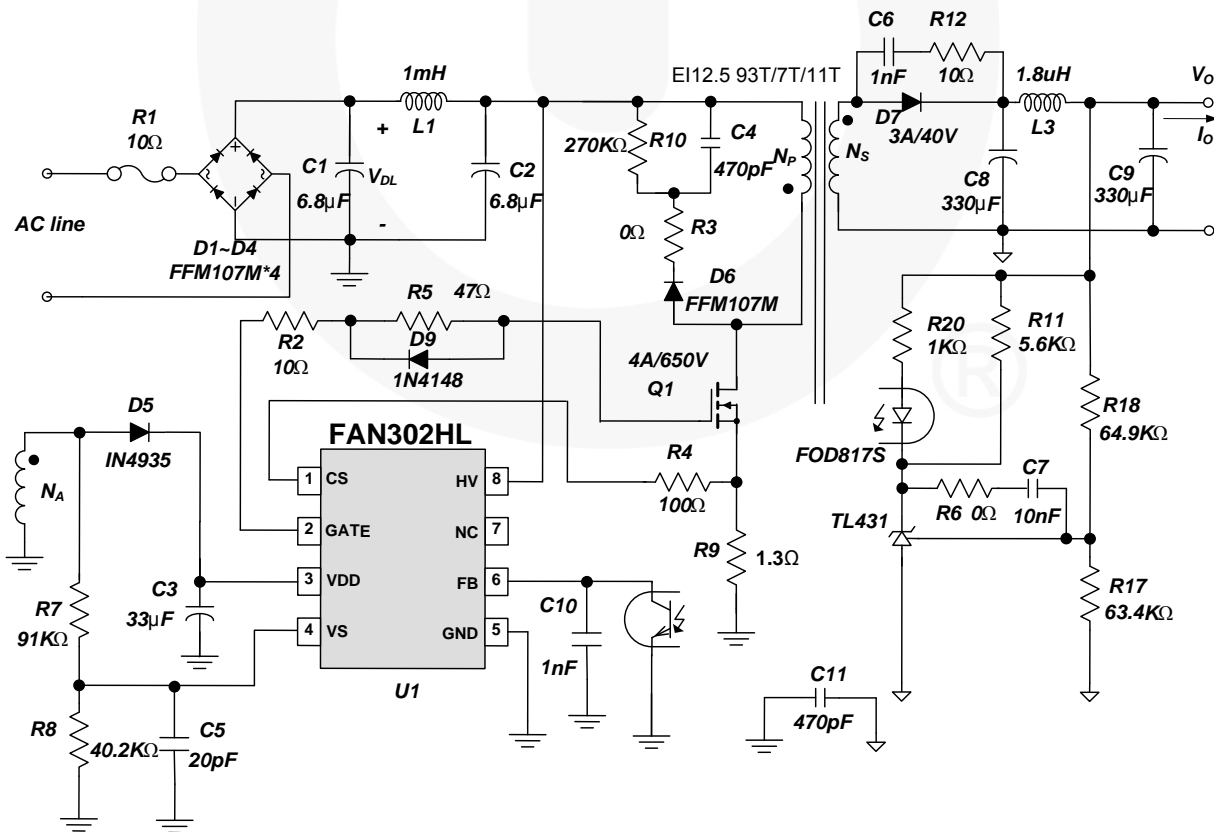 C6
R12
1nF
10Ω
EI12.5 93T/7T/11T
1mH
1.8uH
VO
IO
R1
10Ω
L1
D7
3A/40V
L3
+
C1
6.8µF
VDL
-
C2
6.8µF
270KΩ
R10
C4
470pF
NP
NS
C8
330µF
C9
330µF
AC line
0Ω
R3
D1~D4
FFM107M*4
D6
FFM107M
R5
47Ω
R2
10Ω
D9
1N4148
4A/650V
Q1
R20
1KΩ
R11
5.6KΩ
®
D5
IN4935
NA
FAN302HL
1
CS
HV
8
2
GATE
NC
7
3
VDD
FB
6
4
VS
GND
5
U1
R4
100Ω
R9
1.3Ω
FOD817S
R18
64.9KΩ
R6
0Ω
C7
10nF
TL431
R17
63.4KΩ
C3
33µF
R7
91KΩ
C10
1nF
R8
40.2KΩ
C5
20pF
C11
470pF